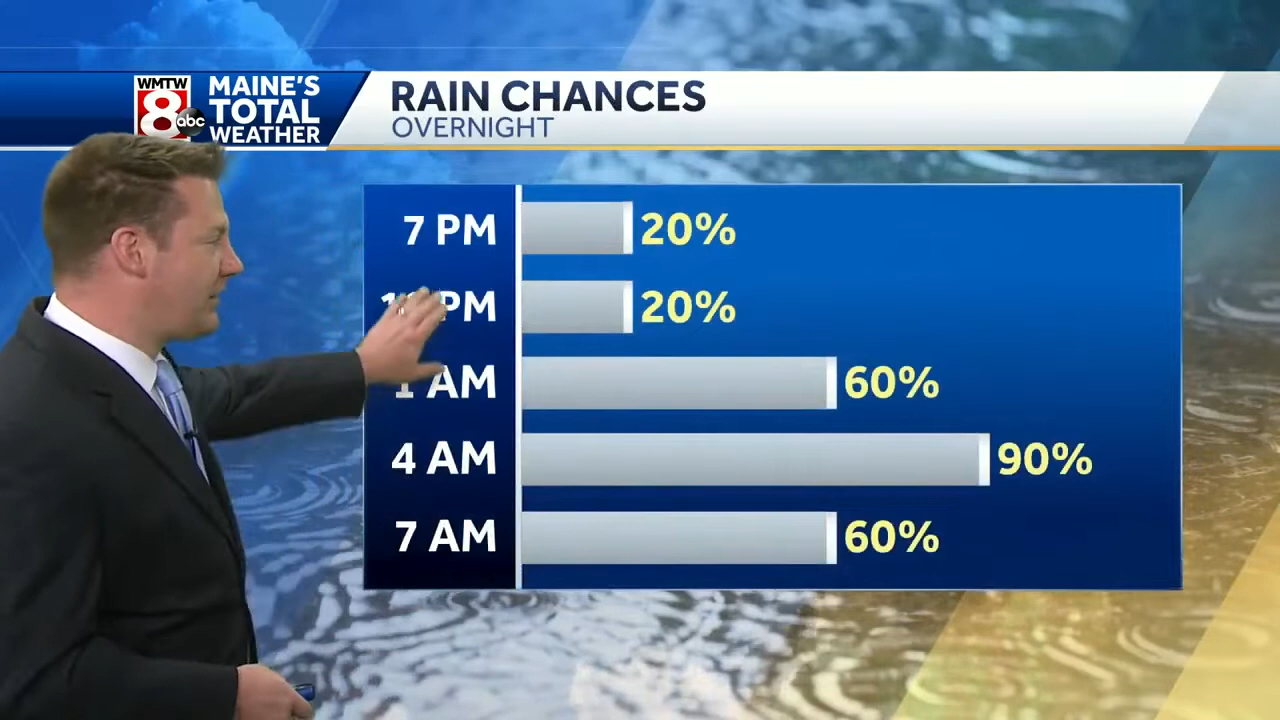 WMTW
8
abc
MAINE'S
TOTAL
WEATHER
RAIN CHANCES
OVERNIGHT
7 PM 20%
PM 20%
1 AM 60%
4 AM 90%
7 AM 60%